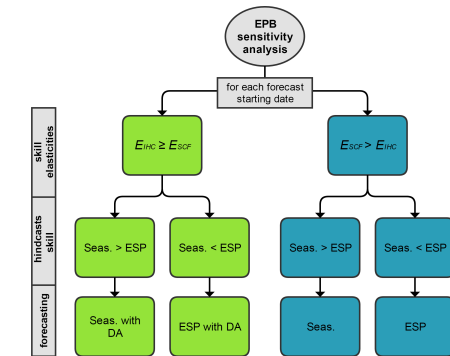 EPB
sensitivity
analysis
for each forecast
starting date
skill
elasticities
E_IHC ≥ E_SCF
E_SCF > E_IHC
hindcasts
skill
Seas. > ESP
Seas. < ESP
Seas. > ESP
Seas. < ESP
forecasting
Seas. with
DA
ESP with DA
Seas.
ESP